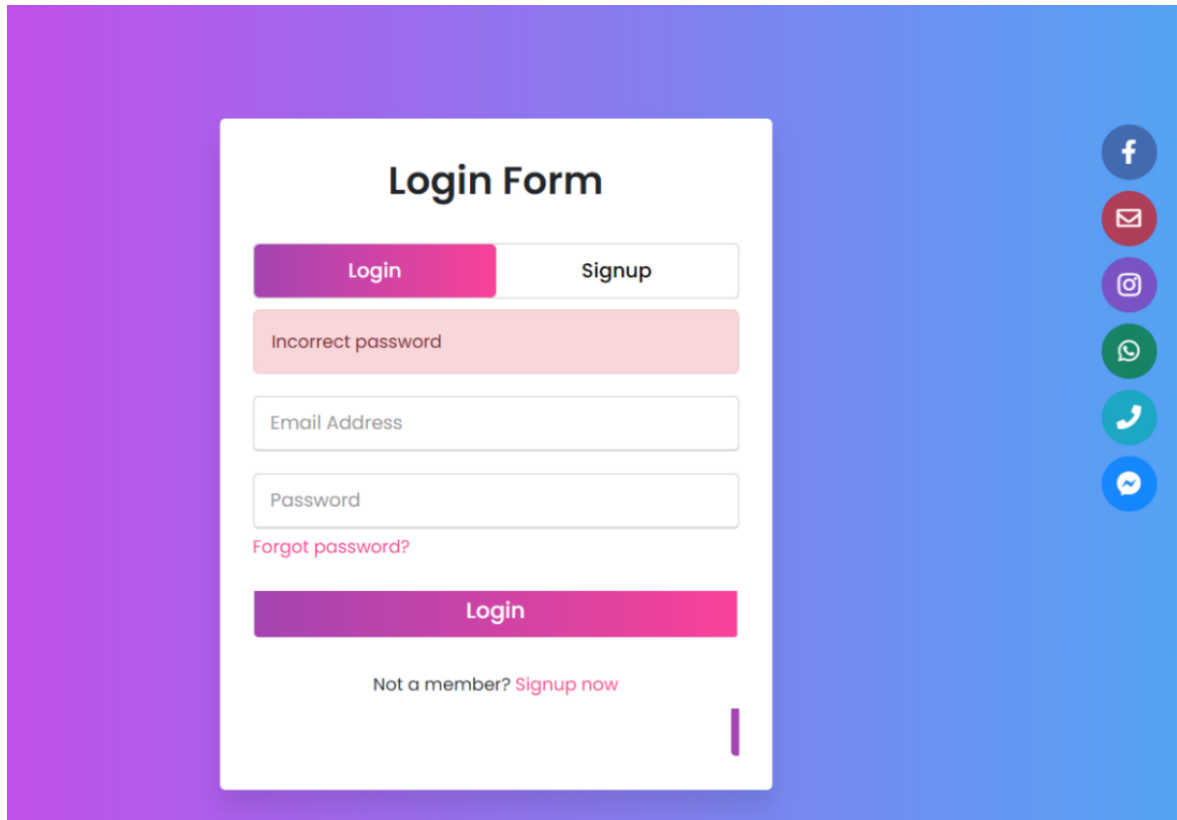 Login Form
Login Signup
Incorrect password
Email Address
Password
Forgot password?
Login
Not a member? Signup now